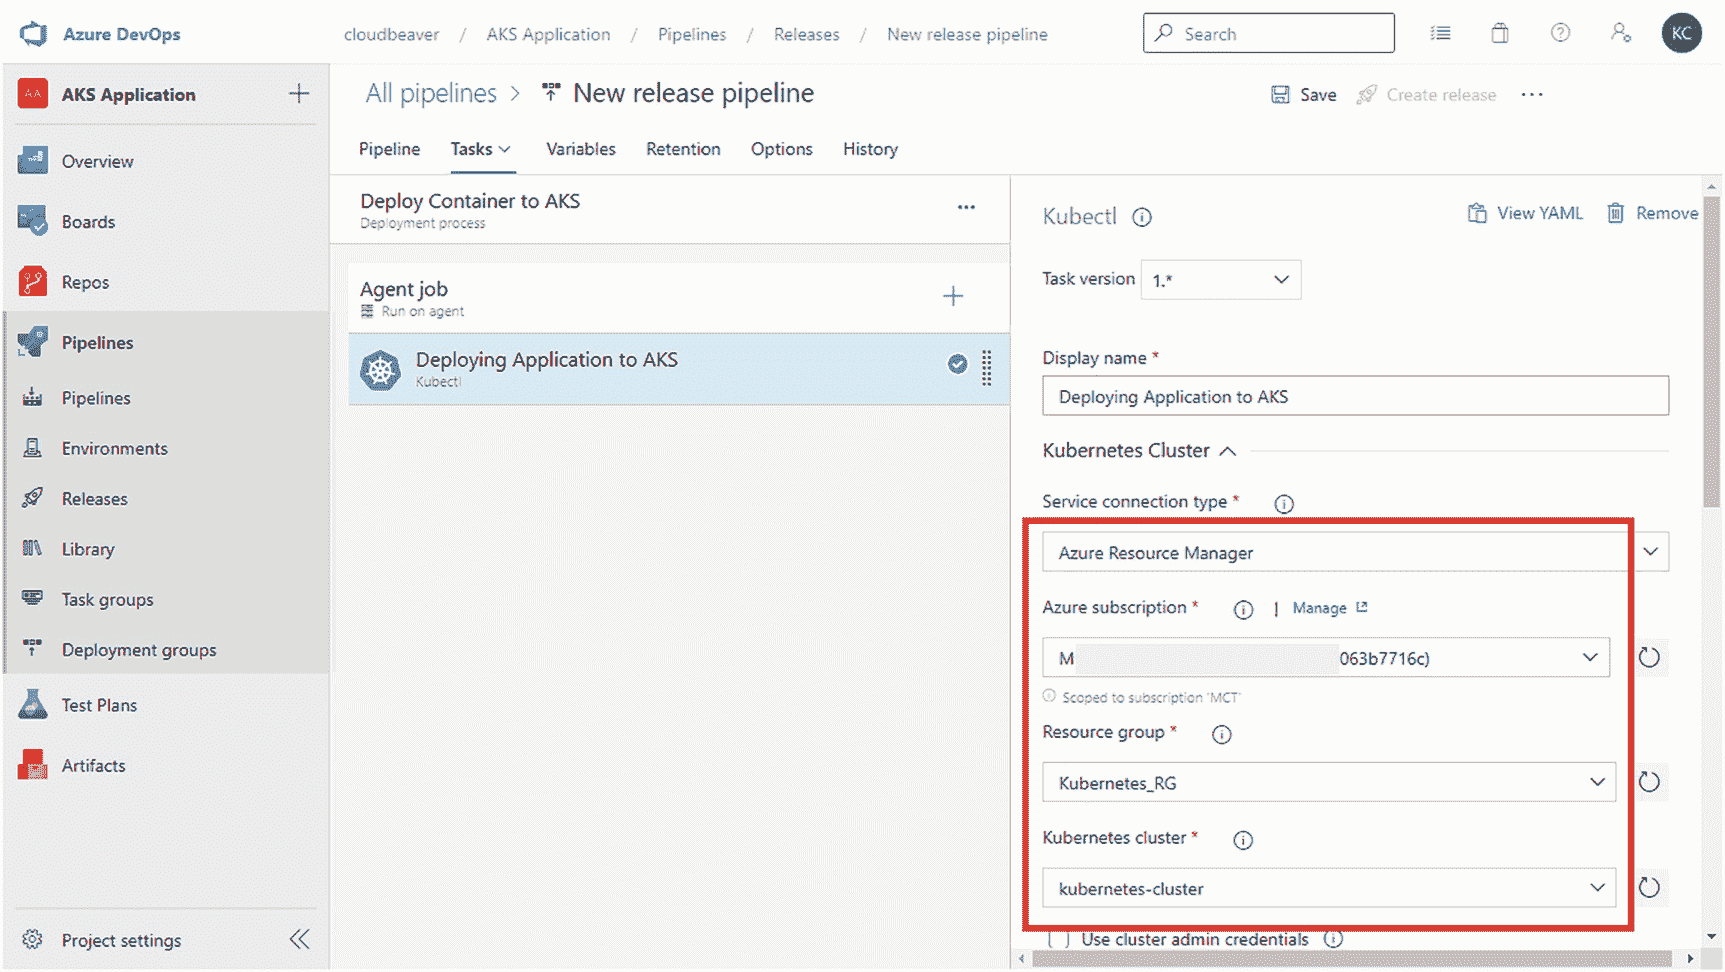 Azure DevOps
cloudbeaver / AKS Application / Pipelines / Releases / New release pipeline
Search
KC
AA
AKS Application
Overview
Boards
Repos
Pipelines
Pipelines
Environments
Releases
Library
Task groups
Deployment groups
Test Plans
Artifacts
Project settings
All pipelines > New release pipeline
Save
Create release
Pipeline
Tasks
Variables
Retention
Options
History
Deploy Container to AKS
Deployment process
Agent job
Run on agent
Deploying Application to AKS
Kubectl
Kubectl
View YAML
Remove
Task version 1.*
Display name *
Deploying Application to AKS
Kubernetes Cluster
Service connection type *
Azure Resource Manager
Azure subscription * | Manage
M 063b7716c)
Scoped to subscription 'MCT'
Resource group *
Kubernetes_RG
Kubernetes cluster *
kubernetes-cluster
Use cluster admin credentials